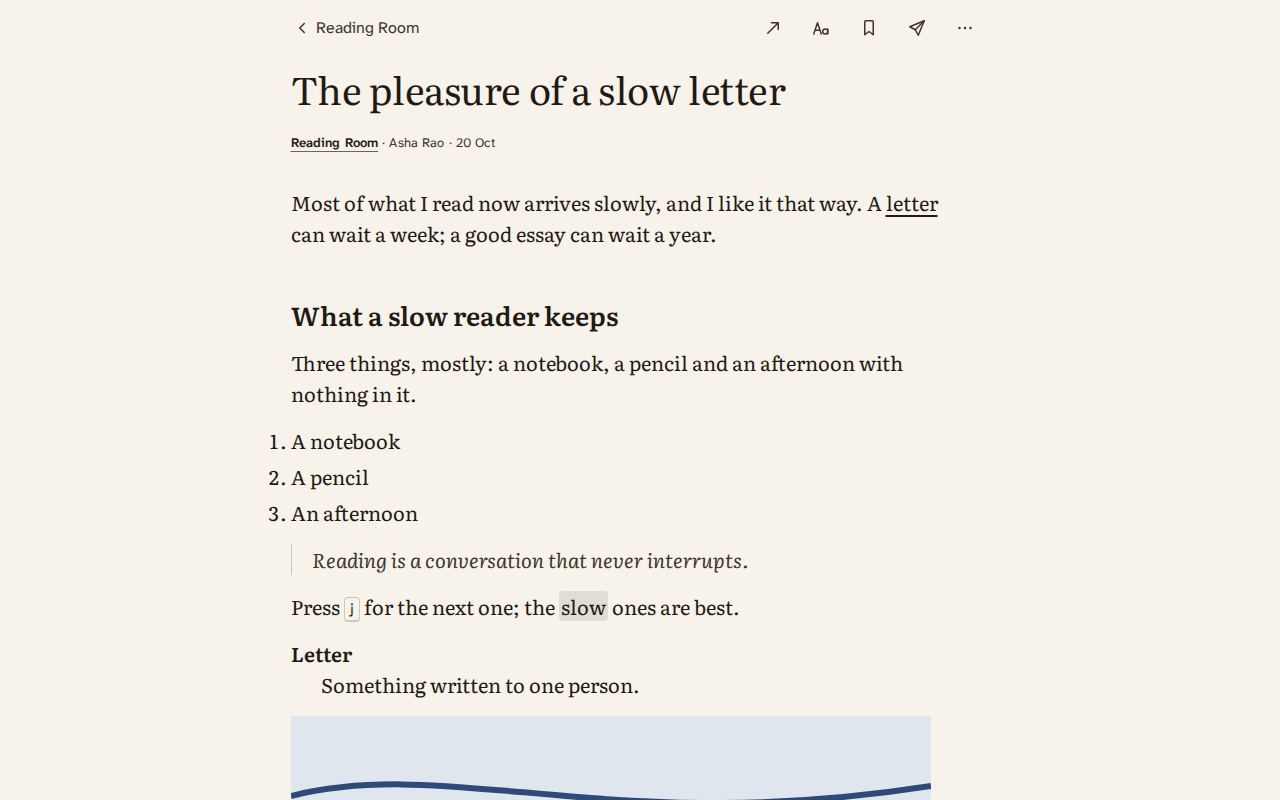 Reading Room
Aa
The pleasure of a slow letter
Reading Room · Asha Rao · 20 Oct
Most of what I read now arrives slowly, and I like it that way. A letter
can wait a week; a good essay can wait a year.
What a slow reader keeps
Three things, mostly: a notebook, a pencil and an afternoon with
nothing in it.
1. A notebook
2. A pencil
3. An afternoon
Reading is a conversation that never interrupts.
Press j for the next one; the slow ones are best.
Letter
Something written to one person.